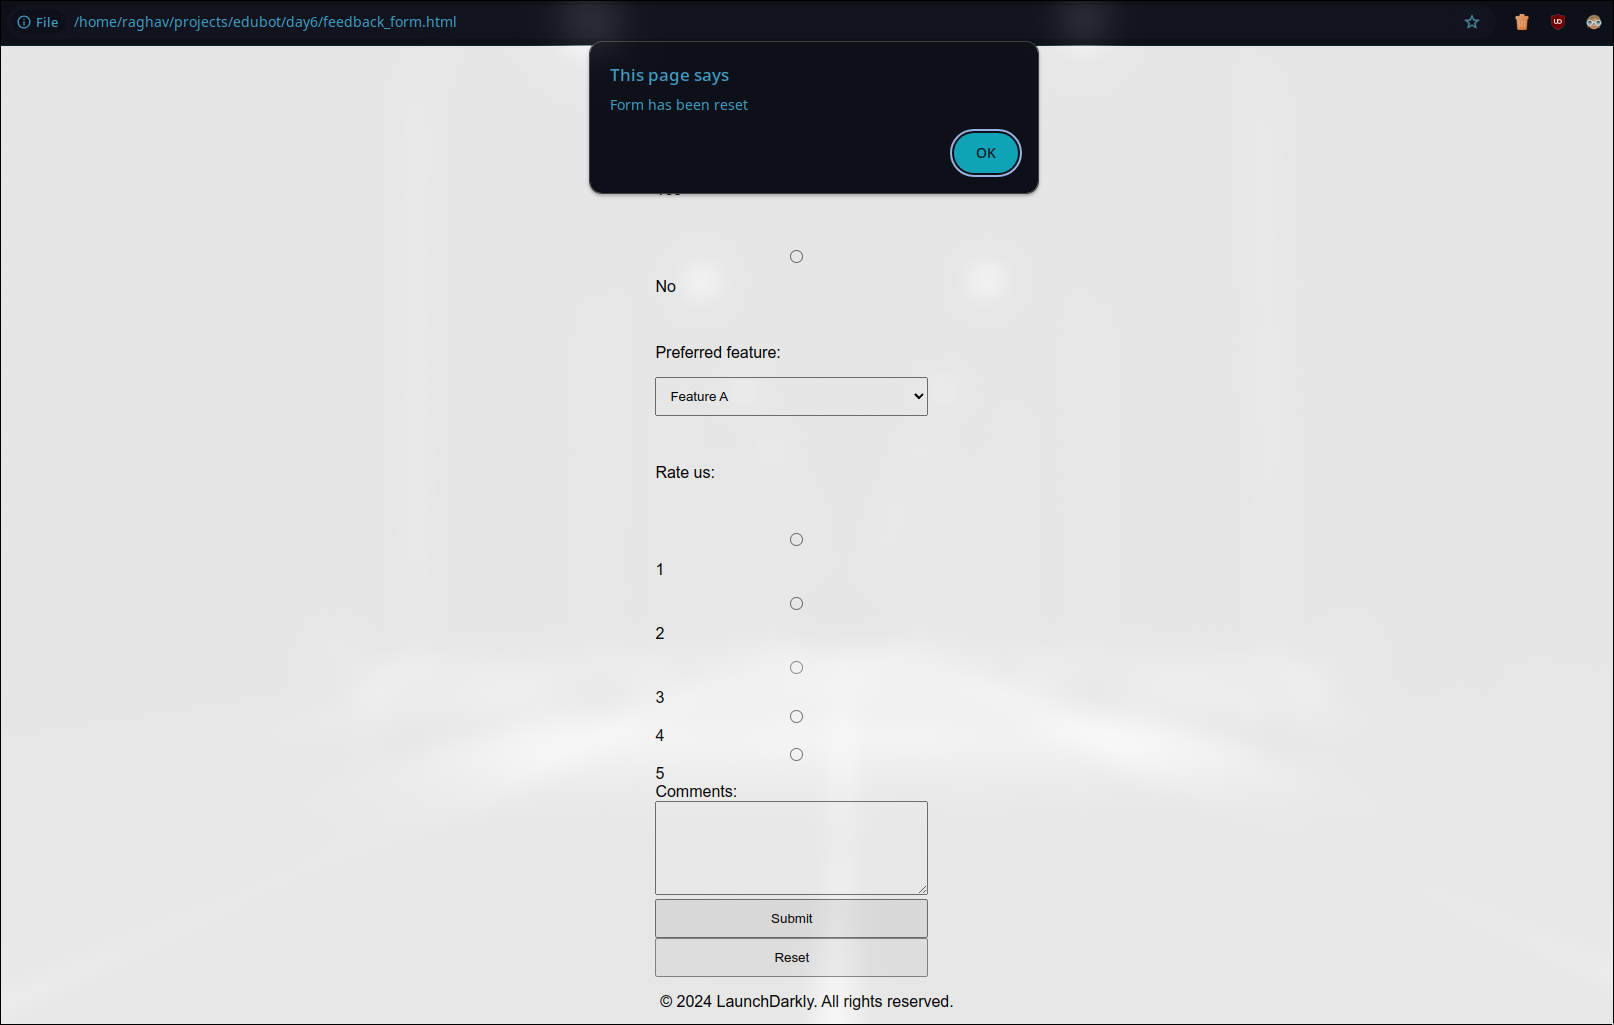 File /home/raghav/projects/edubot/day6/feedback_form.html
This page says
Form has been reset
OK
No
Preferred feature:
Feature A
Rate us:
1
2
3
4
5
Comments:
Submit
Reset
© 2024 LaunchDarkly. All rights reserved.